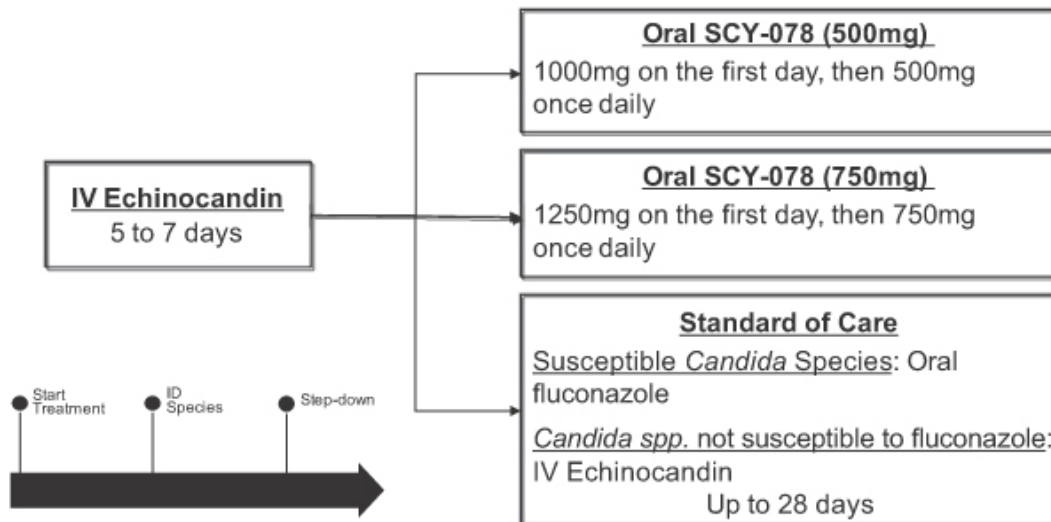 Oral SCY-078 (500mg)
1000mg on the first day, then 500mg
once daily
IV Echinocandin
5 to 7 days
Oral SCY-078 (750mg)
1250mg on the first day, then 750mg
once daily
Standard of Care
Susceptible Candida Species: Oral
fluconazole
Candida spp. not susceptible to fluconazole:
IV Echinocandin
Up to 28 days
Start
Treatment
ID
Species
Step-down